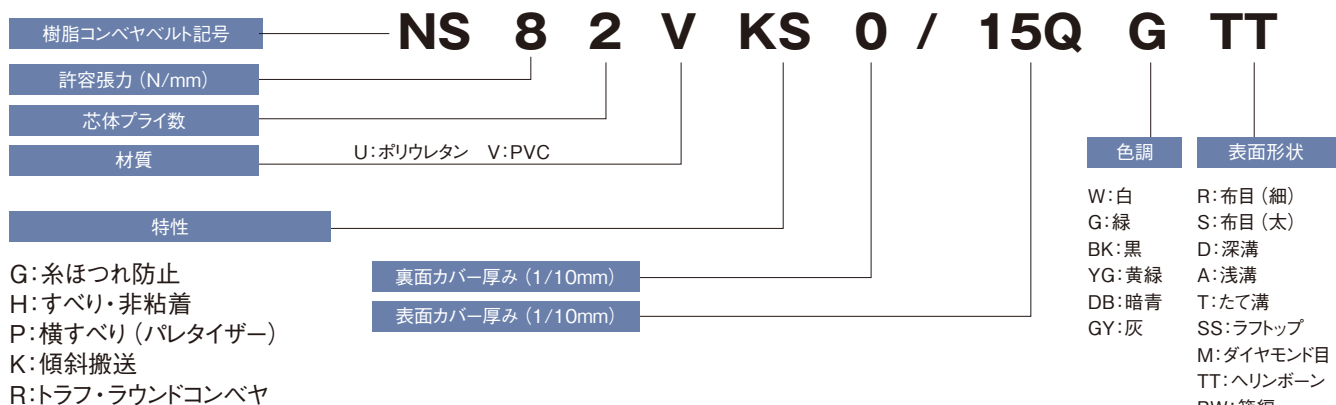 樹脂コンベヤベルト記号
NS 8 2 V KS 0 / 15Q G TT
許容張力（N/mm）
芯体プライ数
材質
U：ポリウレタン V：PVC
特性
G：糸ほつれ防止
H：すべり・非粘着
P：横すべり（パレタイザー）
K：傾斜搬送
R：トラフ・ラウンドコンベヤ
裏面カバー厚み（1/10mm）
表面カバー厚み（1/10mm）
色調
W：白
G：緑
BK：黒
YG：黄緑
DB：暗青
GY：灰
表面形状
R：布目（細）
S：布目（太）
D：深溝
A：浅溝
T：たて溝
SS：ラフトップ
M：ダイヤモンド目
TT：ヘリンボーン